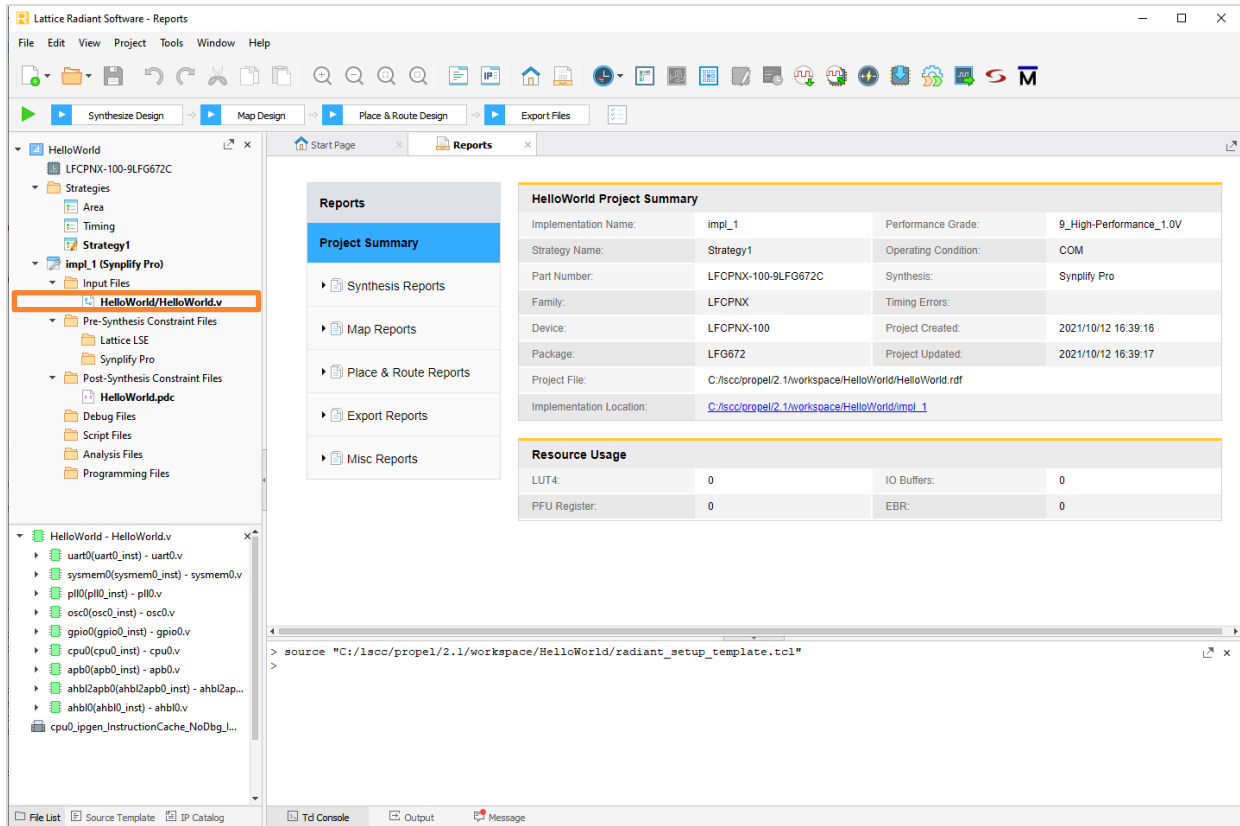 Lattice Radiant Software - Reports
File Edit View Project Tools Window Help
Synthesize Design Map Design Place & Route Design Export Files
HelloWorld
LFCPNX-100-9LFG672C
Strategies
Area
Timing
Strategy1
impl_1 (Synplify Pro)
Input Files
HelloWorld/HelloWorld.v
Pre-Synthesis Constraint Files
Lattice LSE
Synplify Pro
Post-Synthesis Constraint Files
HelloWorld.pdc
Debug Files
Script Files
Analysis Files
Programming Files
HelloWorld - HelloWorld.v
uart0(uart0_inst) - uart0.v
sysmem0(sysmem0_inst) - sysmem0.v
pll0(pll0_inst) - pll0.v
osc0(osc0_inst) - osc0.v
gpio0(gpio0_inst) - gpio0.v
cpu0(cpu0_inst) - cpu0.v
apb0(apb0_inst) - apb0.v
ahbl2apb0(ahbl2apb0_inst) - ahbl2ap...
ahbl0(ahbl0_inst) - ahbl0.v
cpu0_ipgen_InstructionCache_NoDbg_I...
File List Source Template IP Catalog
Start Page Reports
Reports
Project Summary
Synthesis Reports
Map Reports
Place & Route Reports
Export Reports
Misc Reports
HelloWorld Project Summary
Implementation Name: impl_1 Performance Grade: 9_High-Performance_1.0V
Strategy Name: Strategy1 Operating Condition: COM
Part Number: LFCPNX-100-9LFG672C Synthesis: Synplify Pro
Family: LFCPNX Timing Errors:
Device: LFCPNX-100 Project Created: 2021/10/12 16:39:16
Package: LFG672 Project Updated: 2021/10/12 16:39:17
Project File: C:/lscc/propel/2.1/workspace/HelloWorld/HelloWorld.rdf
Implementation Location: C:/lscc/propel/2.1/workspace/HelloWorld/impl_1
Resource Usage
LUT4: 0 IO Buffers: 0
PFU Register: 0 EBR: 0
> source "C:/lscc/propel/2.1/workspace/HelloWorld/radiant_setup_template.tcl"
>
Tcl Console Output Message